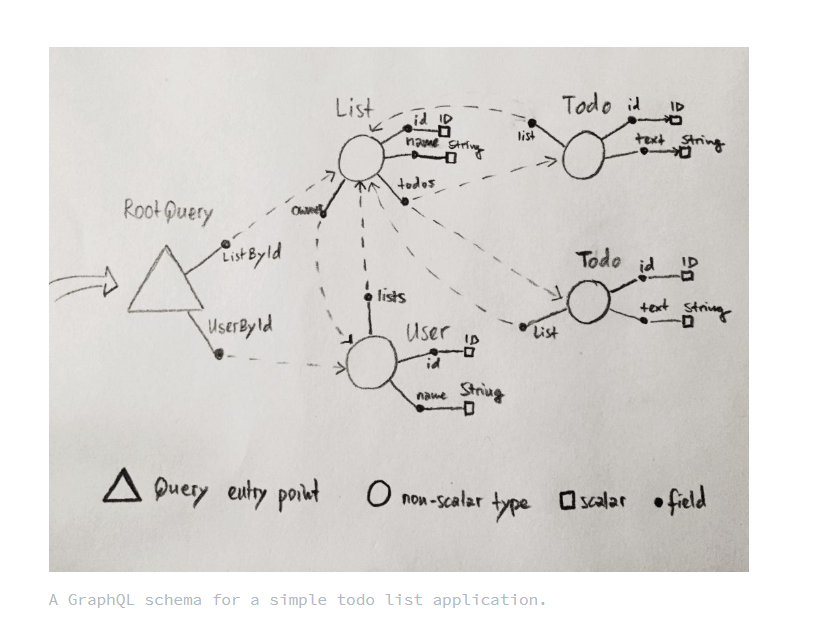 List
id ID
name String
todos
owner
Todo
id ID
list
text String
RootQuery
ListById
UserById
lists
User
ID
id
name String
Todo
id ID
text String
List
Query entry point
non-scalar type
scalar
field
A GraphQL schema for a simple todo list application.